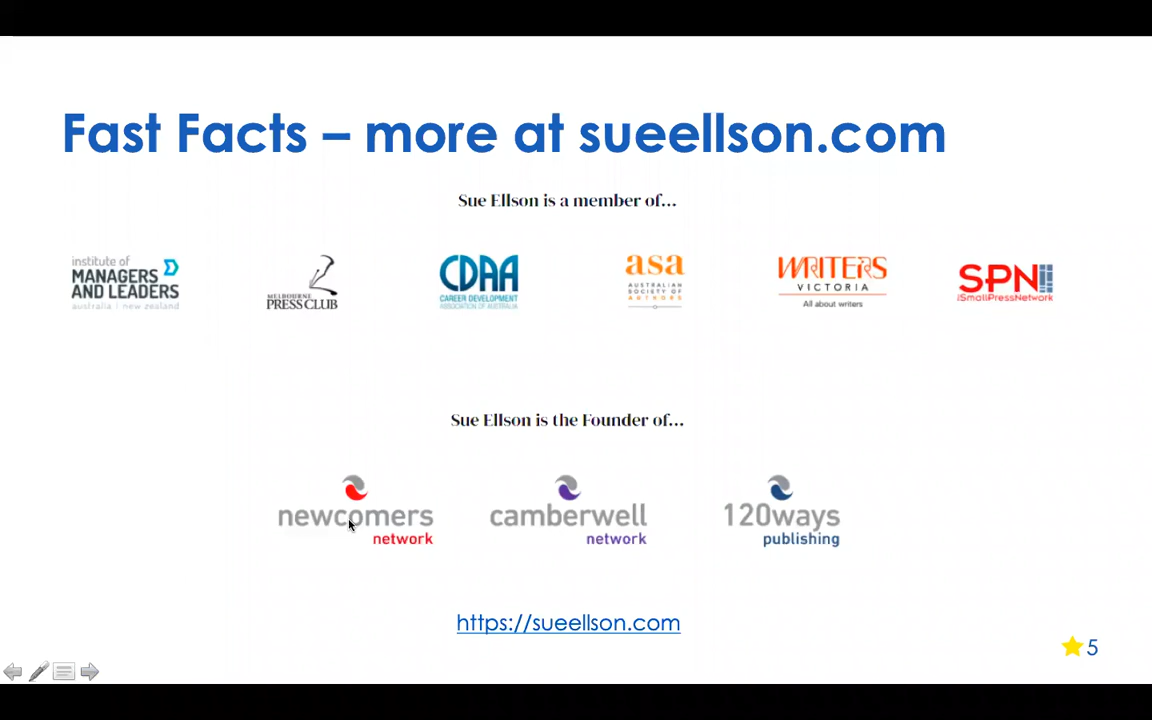 Fast Facts – more at sueellson.com
Sue Ellson is a member of...
institute of
MANAGERS
AND LEADERS
australia | new zealand
MELBOURNE
PRESS CLUB
CDAA
CAREER DEVELOPMENT
ASSOCIATION OF AUSTRALIA
asa
AUSTRALIAN
SOCIETY OF
AUTHORS
WRITERS
VICTORIA
All about writers
SPN
SmallPressNetwork
Sue Ellson is the Founder of...
newcomers
network
camberwell
network
120ways
publishing
https://sueellson.com
5